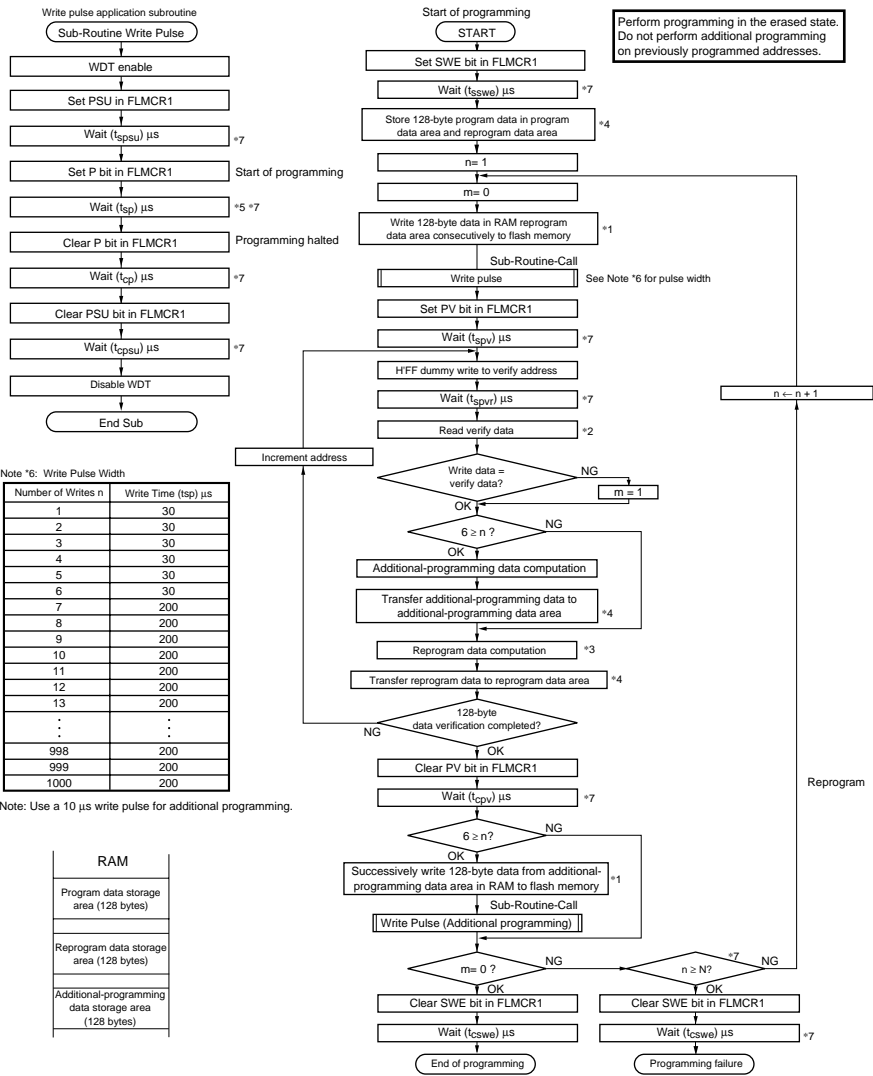 Write pulse application subroutine
Sub-Routine Write Pulse
WDT enable
Set PSU in FLMCR1
Wait (tspsu) μs
*7
Set P bit in FLMCR1
Start of programming
Wait (tsp) μs
*5 *7
Clear P bit in FLMCR1
Programming halted
Wait (tcp) μs
*7
Clear PSU bit in FLMCR1
Wait (tcpsu) μs
*7
Disable WDT
End Sub
Note *6: Write Pulse Width
Number of Writes n Write Time (tsp) μs
1 30
2 30
3 30
4 30
5 30
6 30
7 200
8 200
9 200
10 200
11 200
12 200
13 200
998 200
999 200
1000 200
Note: Use a 10 μs write pulse for additional programming.
RAM
Program data storage
area (128 bytes)
Reprogram data storage
area (128 bytes)
Additional-programming
data storage area
(128 bytes)
Start of programming
START
Set SWE bit in FLMCR1
Wait (tsswe) μs
*7
Store 128-byte program data in program
data area and reprogram data area
*4
n= 1
m= 0
Write 128-byte data in RAM reprogram
data area consecutively to flash memory
*1
Sub-Routine-Call
Write pulse
See Note *6 for pulse width
Set PV bit in FLMCR1
Wait (tspv) μs
*7
H'FF dummy write to verify address
Wait (tspvr) μs
*7
Read verify data
*2
Increment address
Write data =
verify data?
NG
m = 1
OK
6 ≥ n ?
NG
OK
Additional-programming data computation
Transfer additional-programming data to
additional-programming data area
*4
Reprogram data computation
*3
Transfer reprogram data to reprogram data area
*4
128-byte
data verification completed?
NG
OK
Clear PV bit in FLMCR1
Wait (tcpv) μs
*7
6 ≥ n?
NG
OK
Successively write 128-byte data from additional-
programming data area in RAM to flash memory
*1
Sub-Routine-Call
Write Pulse (Additional programming)
m= 0 ?
NG
OK
Clear SWE bit in FLMCR1
Wait (tcswe) μs
End of programming
*7
n ≥ N?
NG
OK
Clear SWE bit in FLMCR1
Wait (tcswe) μs
*7
Programming failure
n ← n + 1
Reprogram
Perform programming in the erased state.
Do not perform additional programming
on previously programmed addresses.